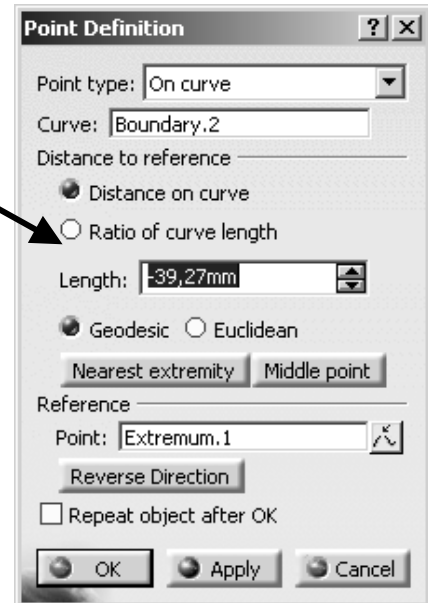 Point Definition ? X
Point type: On curve
Curve: Boundary.2
Distance to reference
Distance on curve
Ratio of curve length
Length: -39,27mm
Geodesic Euclidean
Nearest extremity Middle point
Reference
Point: Extremum.1
Reverse Direction
Repeat object after OK
OK Apply Cancel